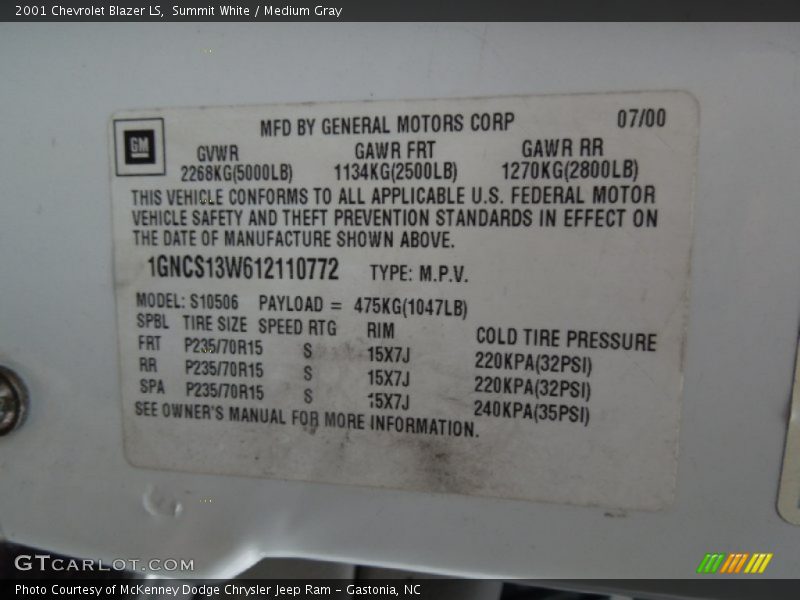 2001 Chevrolet Blazer LS,  Summit White / Medium Gray
GM
MFD BY GENERAL MOTORS CORP 07/00
GVWR GAWR FRT GAWR RR
2268KG(5000LB) 1134KG(2500LB) 1270KG(2800LB)
THIS VEHICLE CONFORMS TO ALL APPLICABLE U.S. FEDERAL MOTOR
VEHICLE SAFETY AND THEFT PREVENTION STANDARDS IN EFFECT ON
THE DATE OF MANUFACTURE SHOWN ABOVE.
1GNCS13W612110772 TYPE: M.P.V.
MODEL: S10506 PAYLOAD = 475KG(1047LB)
SPBL TIRE SIZE SPEED RTG RIM COLD TIRE PRESSURE
FRT P235/70R15 S 15X7J 220KPA(32PSI)
RR P235/70R15 S 15X7J 220KPA(32PSI)
SPA P235/70R15 S 15X7J 240KPA(35PSI)
SEE OWNER'S MANUAL FOR MORE INFORMATION.
GTCARLOT.COM
Photo Courtesy of McKenney Dodge Chrysler Jeep Ram - Gastonia, NC